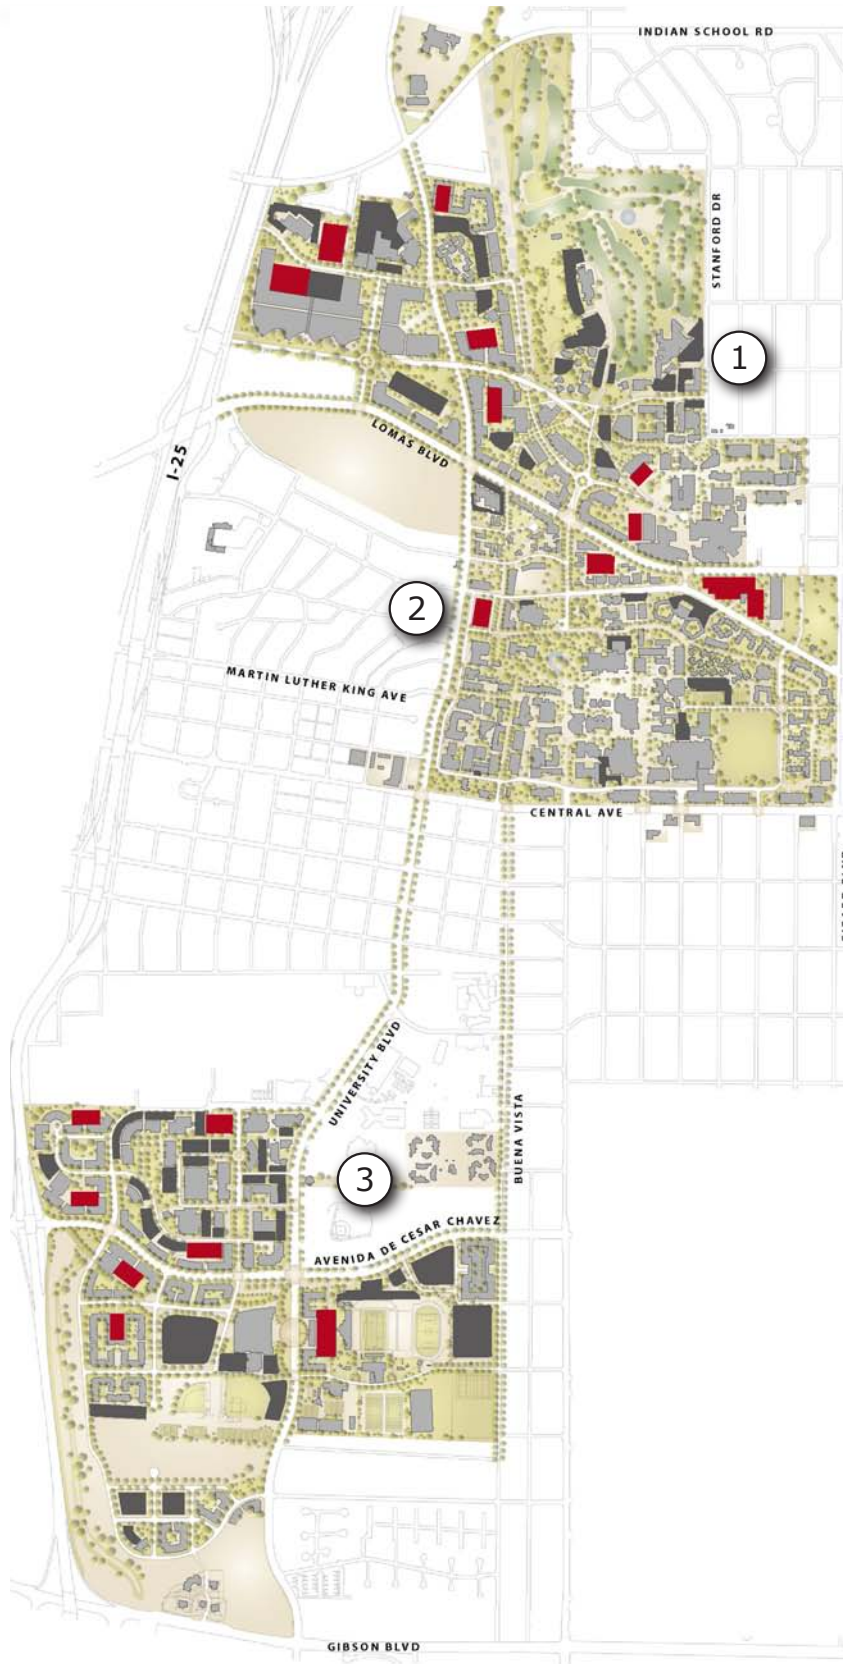 INDIAN SCHOOL RD
STANFORD DR
1
LOMAS BLVD
I-25
2
MARTIN LUTHER KING AVE
CENTRAL AVE
UNIVERSITY BLVD
BUENA VISTA
3
AVENIDA DE CESAR CHAVEZ
GIBSON BLVD